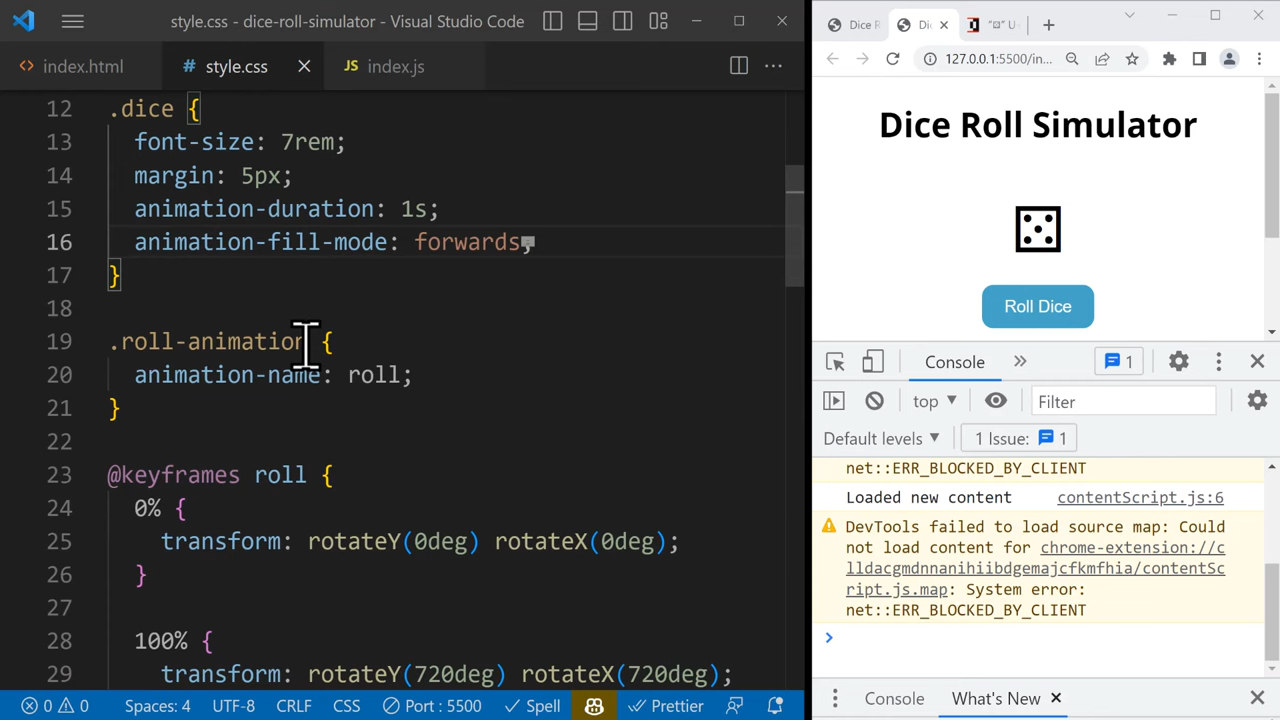 style.css - dice-roll-simulator - Visual Studio Code
index.html
# style.css
JS index.js
12 .dice {
13 font-size: 7rem;
14 margin: 5px;
15 animation-duration: 1s;
16 animation-fill-mode: forwards;
17 }
18
19 .roll-animation {
20 animation-name: roll;
21 }
22
23 @keyframes roll {
24 0% {
25 transform: rotateY(0deg) rotateX(0deg);
26 }
27
28 100% {
29 transform: rotateY(720deg) rotateX(720deg);
0 0 Spaces: 4 UTF-8 CRLF CSS Port : 5500 Spell Prettier
Dice R
Dic
"⚄" U
127.0.0.1:5500/in...
Dice Roll Simulator
⚄
Roll Dice
Console
1
top
Filter
Default levels
1 Issue: 1
net::ERR_BLOCKED_BY_CLIENT
Loaded new content contentScript.js:6
DevTools failed to load source map: Could
not load content for chrome-extension://c
lldacgmdnnanihiibdgemajcfkmfhia/contentSc
ript.js.map: System error:
net::ERR_BLOCKED_BY_CLIENT
Console
What's New